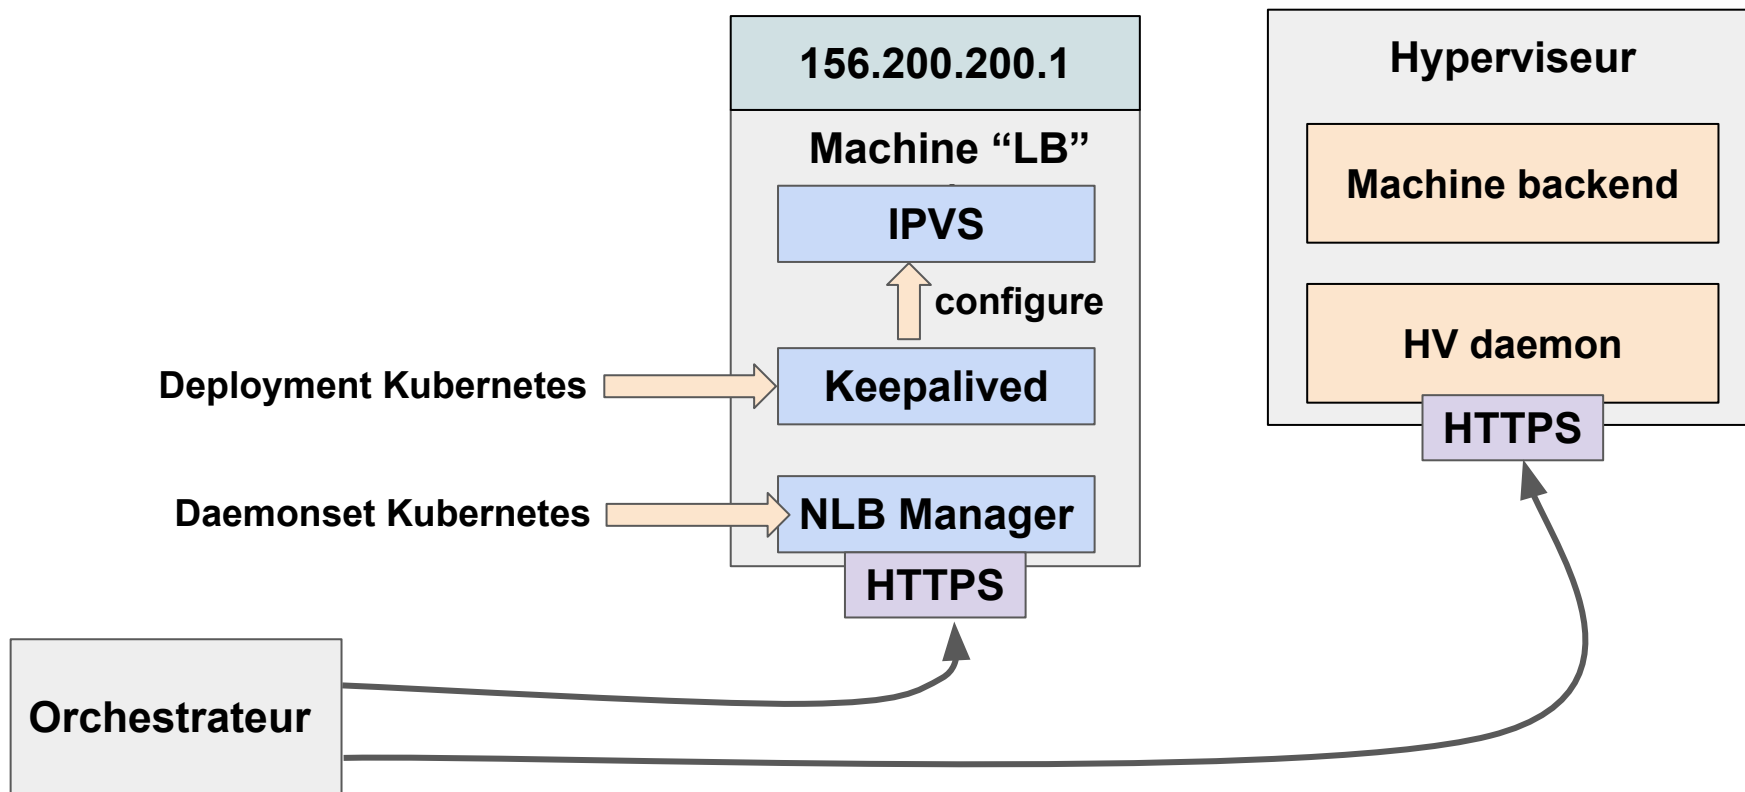 156.200.200.1
Machine “LB”
IPVS
configure
Deployment Kubernetes
Keepalived
Daemonset Kubernetes
NLB Manager
HTTPS
Hyperviseur
Machine backend
HV daemon
HTTPS
Orchestrateur